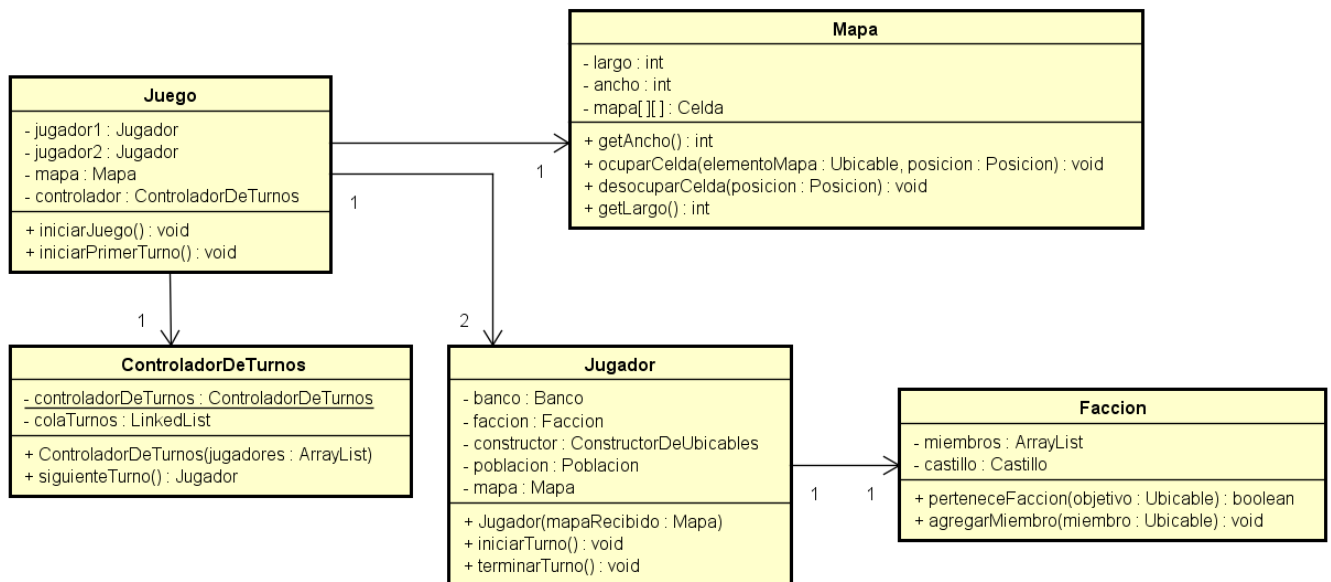 Mapa
- largo : int
- ancho : int
- mapa[ ][ ] : Celda
+ getAncho() : int
+ ocuparCelda(elementoMapa : Ubicable, posicion : Posicion) : void
+ desocuparCelda(posicion : Posicion) : void
+ getLargo() : int
Juego
- jugador1 : Jugador
- jugador2 : Jugador
- mapa : Mapa
- controlador : ControladorDeTurnos
+ iniciarJuego() : void
+ iniciarPrimerTurno() : void
1
1
1
2
ControladorDeTurnos
- controladorDeTurnos : ControladorDeTurnos
- colaTurnos : LinkedList
+ ControladorDeTurnos(jugadores : ArrayList)
+ siguienteTurno() : Jugador
Jugador
- banco : Banco
- faccion : Faccion
- constructor : ConstructorDeUbicables
- poblacion : Poblacion
- mapa : Mapa
+ Jugador(mapaRecibido : Mapa)
+ iniciarTurno() : void
+ terminarTurno() : void
1
1
Faccion
- miembros : ArrayList
- castillo : Castillo
+ perteneceFaccion(objetivo : Ubicable) : boolean
+ agregarMiembro(miembro : Ubicable) : void